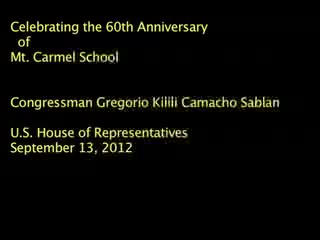 Celebrating the 60th Anniversary
of
Mt. Carmel School
Congressman Gregorio Kilili Camacho Sablan
U.S. House of Representatives
September 13, 2012